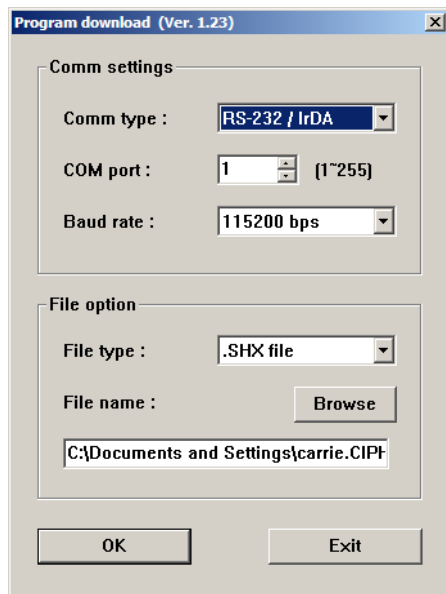 Program download (Ver. 1.23)
Comm settings
Comm type : RS-232 / IrDA
COM port : 1 (1~255)
Baud rate : 115200 bps
File option
File type : .SHX file
File name : Browse
C:\Documents and Settings\carrie.CIPH
OK Exit